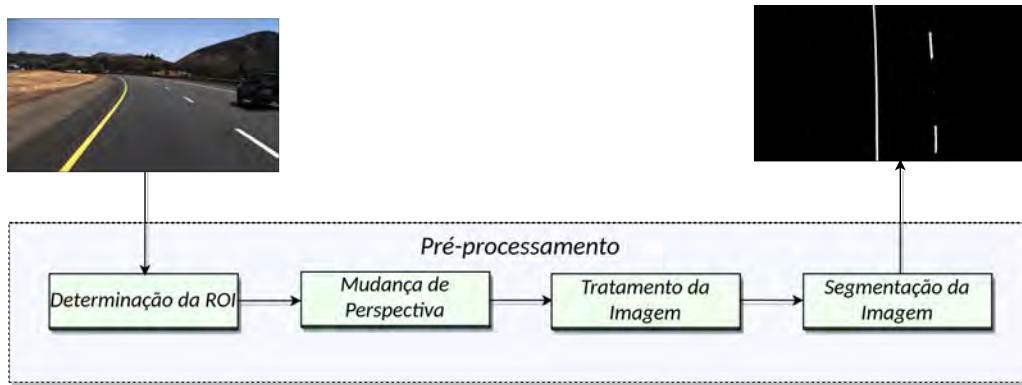 Pré-processamento
Determinação da ROI
Mudança de
Perspectiva
Tratamento da
Imagem
Segmentação da
Imagem